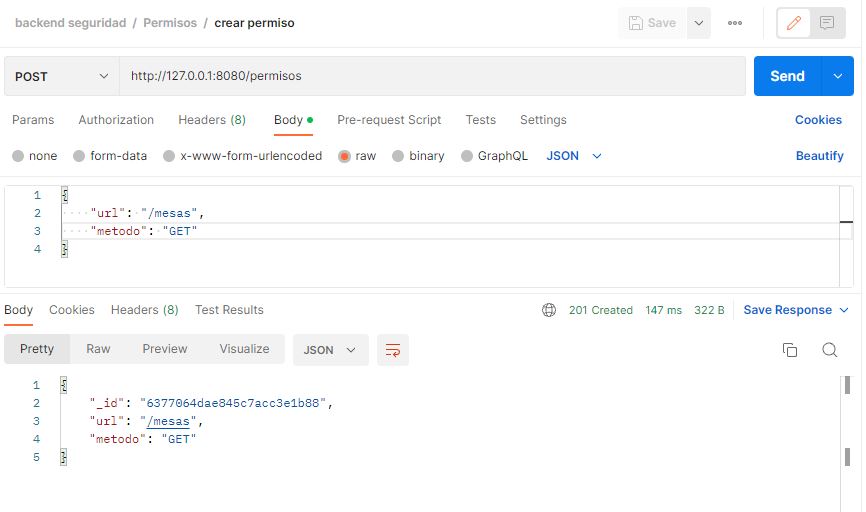 backend seguridad / Permisos / crear permiso Save
POST http://127.0.0.1:8080/permisos Send
Params Authorization Headers (8) Body Pre-request Script Tests Settings Cookies
none form-data x-www-form-urlencoded raw binary GraphQL JSON Beautify
1 {
2 "url": "/mesas",
3 "metodo": "GET"
4 }
Body Cookies Headers (8) Test Results 201 Created 147 ms 322 B Save Response
Pretty Raw Preview Visualize JSON
1 {
2 "_id": "6377064dae845c7acc3e1b88",
3 "url": "/mesas",
4 "metodo": "GET"
5 }